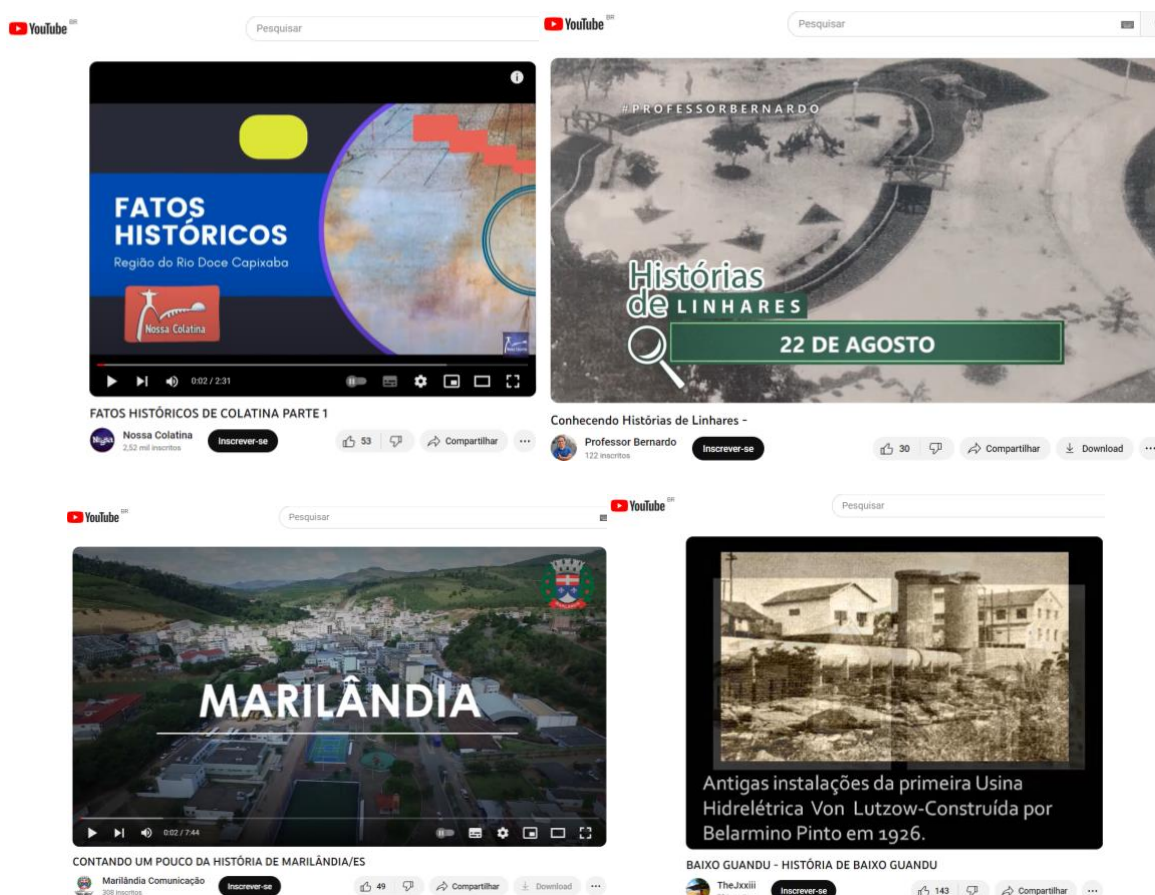 YouTube BR
Pesquisar
FATOS
HISTÓRICOS
Região do Rio Doce Capixaba
Nossa Colatina
0:02 / 2:31
FATOS HISTÓRICOS DE COLATINA PARTE 1
Nossa Colatina
2,52 mil inscritos
Inscrever-se
53
Compartilhar
YouTube BR
Pesquisar
#PROFESSORBERNARDO
Histórias
de LINHARES
22 DE AGOSTO
Conhecendo Histórias de Linhares -
Professor Bernardo
122 inscritos
Inscrever-se
30
Compartilhar
Download
YouTube BR
Pesquisar
MARILÂNDIA
0:02 / 7:44
CONTANDO UM POUCO DA HISTÓRIA DE MARILÂNDIA/ES
Marilândia Comunicação
308 inscritos
Inscrever-se
49
Compartilhar
Download
YouTube BR
Pesquisar
Antigas instalações da primeira Usina
Hidrelétrica Von Lutzow-Construída por
Belarmino Pinto em 1926.
BAIXO GUANDU - HISTÓRIA DE BAIXO GUANDU
TheJxxiii
Inscrever-se
143
Compartilhar